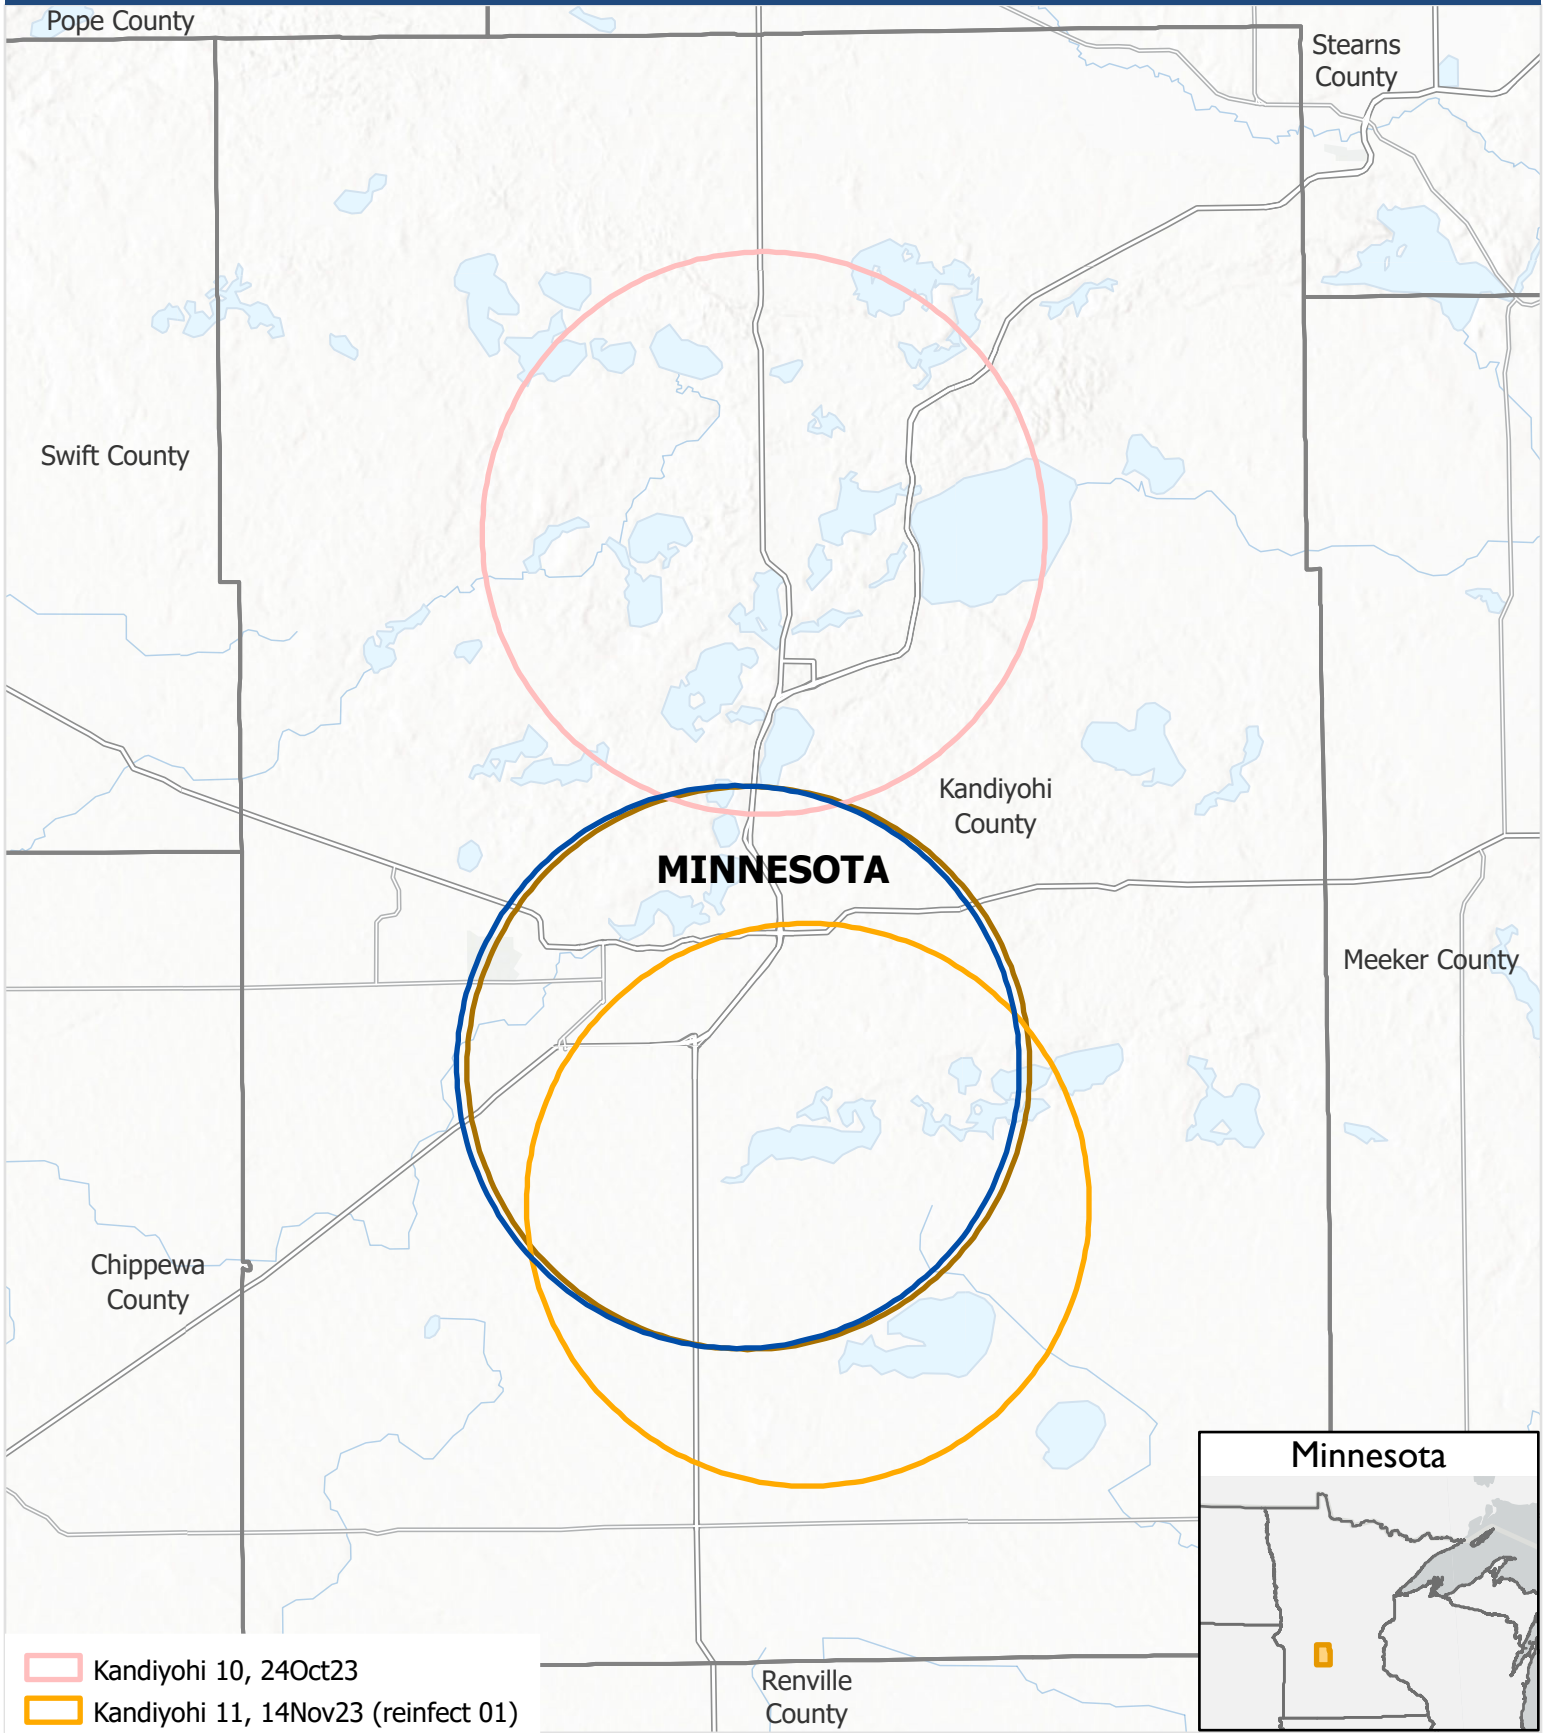 Pope County
Stearns
County
Swift County
Kandiyohi
County
MINNESOTA
Meeker County
Chippewa
County
Minnesota
Kandiyohi 10, 24Oct23
Kandiyohi 11, 14Nov23 (reinfect 01)
Renville
County